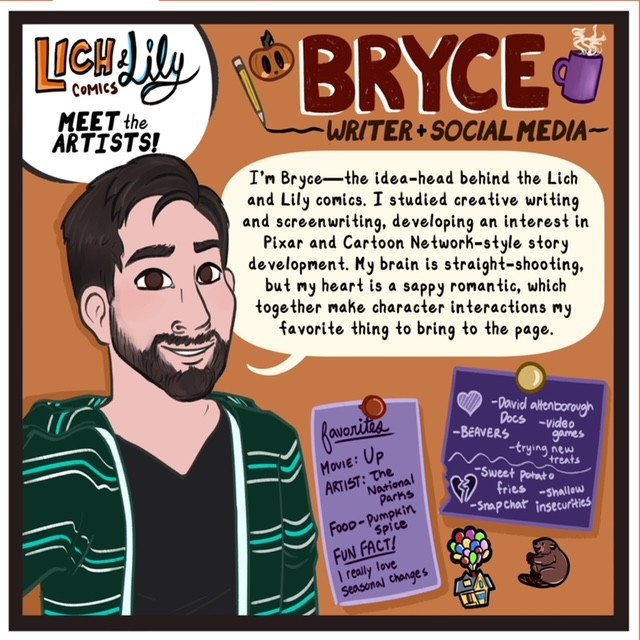 LICH & Lily
COMICS
MEET the
ARTISTS!
BRYCE
WRITER + SOCIAL MEDIA
I'm Bryce—the idea-head behind the Lich
and Lily comics. I studied creative writing
and screenwriting, developing an interest in
Pixar and Cartoon Network-style story
development. My brain is straight-shooting,
but my heart is a sappy romantic, which
together make character interactions my
favorite thing to bring to the page.
favorites
MOVIE: UP
ARTIST: The
National
Parks
FOOD-Pumpkin
Spice
FUN FACT!
I really love
seasonal changes
-David attenborough
Docs
-video
games
-BEAVERS
-trying new
treats
-Sweet potato
fries
-shallow
insecurities
-Snapchat